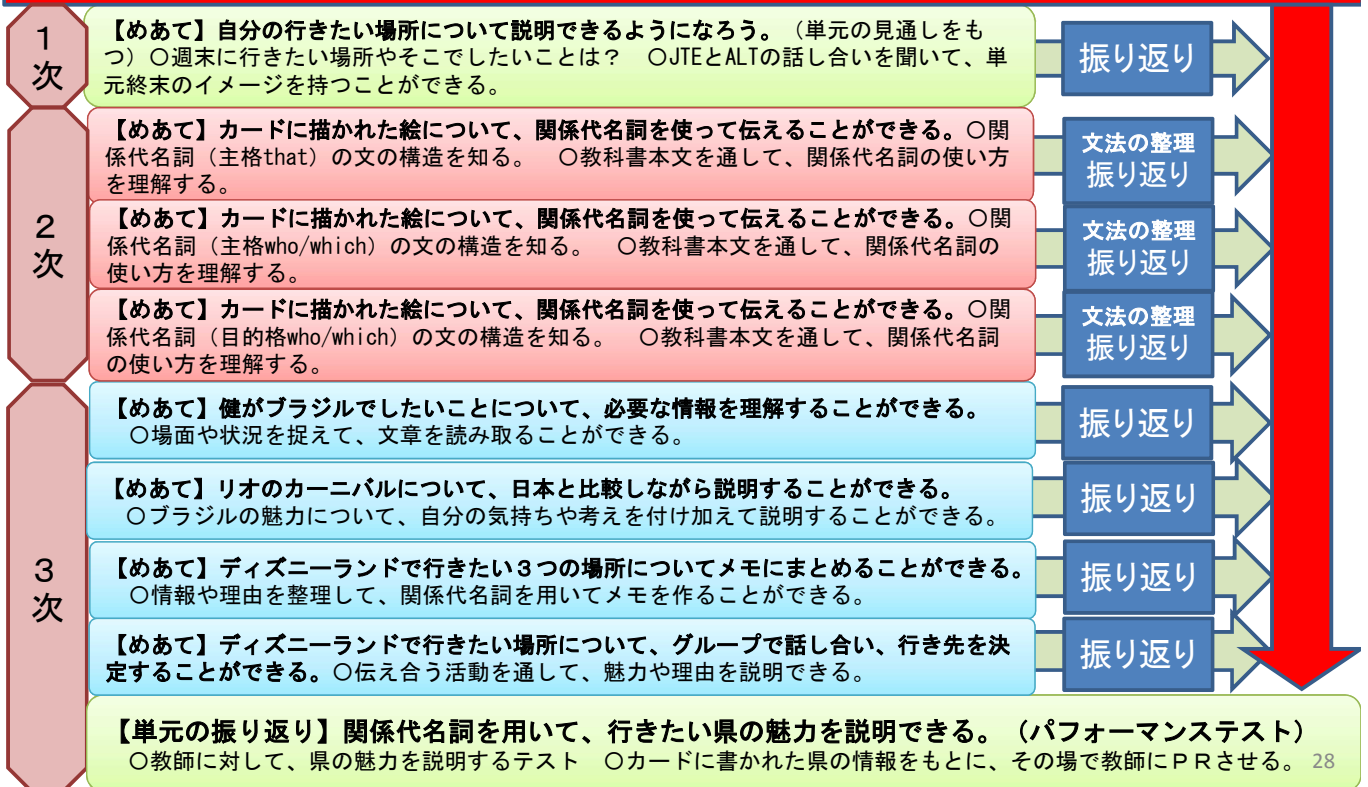 1
次
【めあて】自分の行きたい場所について説明できるようになろう。（単元の見通しをも
つ）○週末に行きたい場所やそこでしたいことは？　○JTEとALTの話し合いを聞いて、単
元終末のイメージを持つことができる。
振り返り
2
次
【めあて】カードに描かれた絵について、関係代名詞を使って伝えることができる。○関
係代名詞（主格that）の文の構造を知る。　○教科書本文を通して、関係代名詞の使い方
を理解する。
文法の整理
振り返り
【めあて】カードに描かれた絵について、関係代名詞を使って伝えることができる。○関
係代名詞（主格who/which）の文の構造を知る。　○教科書本文を通して、関係代名詞の
使い方を理解する。
文法の整理
振り返り
【めあて】カードに描かれた絵について、関係代名詞を使って伝えることができる。○関
係代名詞（目的格who/which）の文の構造を知る。　○教科書本文を通して、関係代名詞
の使い方を理解する。
文法の整理
振り返り
3
次
【めあて】健がブラジルでしたいことについて、必要な情報を理解することができる。
○場面や状況を捉えて、文章を読み取ることができる。
振り返り
【めあて】リオのカーニバルについて、日本と比較しながら説明することができる。
○ブラジルの魅力について、自分の気持ちや考えを付け加えて説明することができる。
振り返り
【めあて】ディズニーランドで行きたい３つの場所についてメモにまとめることができる。
○情報や理由を整理して、関係代名詞を用いてメモを作ることができる。
振り返り
【めあて】ディズニーランドで行きたい場所について、グループで話し合い、行き先を決
定することができる。○伝え合う活動を通して、魅力や理由を説明できる。
振り返り
【単元の振り返り】関係代名詞を用いて、行きたい県の魅力を説明できる。（パフォーマンステスト）
○教師に対して、県の魅力を説明するテスト　○カードに書かれた県の情報をもとに、その場で教師にＰＲさせる。
28